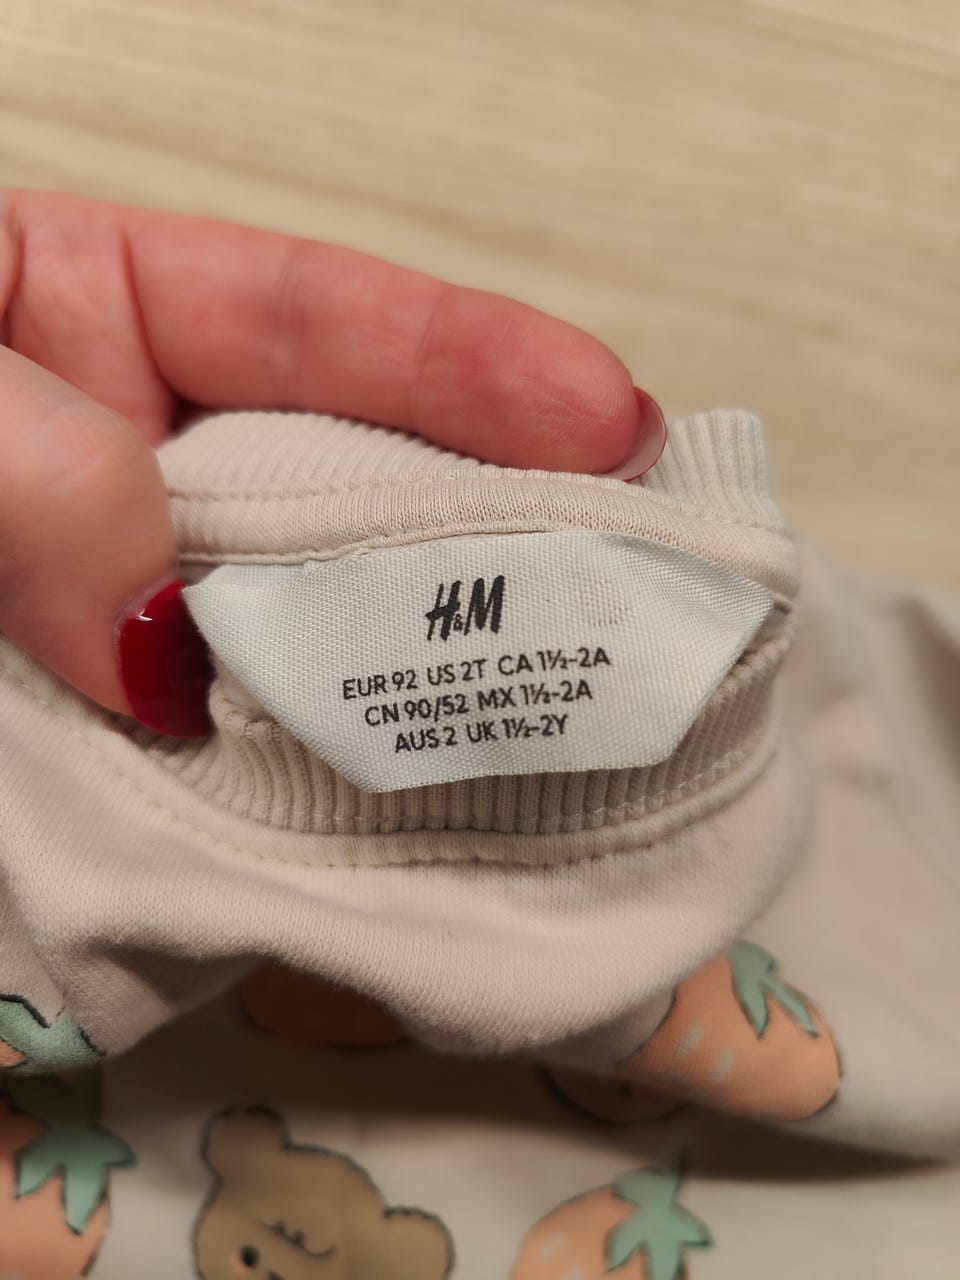 H&M
EUR 92 US 2T CA 1½-2A
CN 90/52 MX 1½-2A
AUS 2 UK 1½-2Y